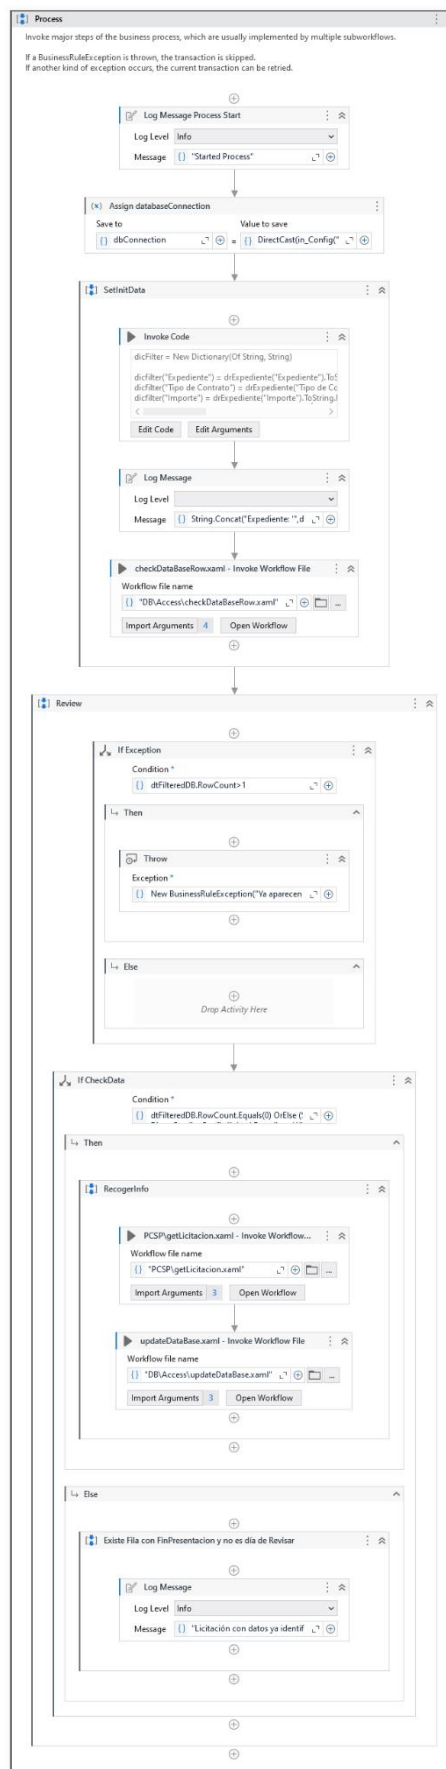 Process
Invoke major steps of the business process, which are usually implemented by multiple subworkflows.
If a BusinessRuleException is thrown, the transaction is skipped.
If another kind of exception occurs, the current transaction can be retried.
Log Message Process Start
Log Level Info
Message {} "Started Process"
Assign databaseConnection
Save to Value to save
{} dbConnection = {} DirectCast(in_Config("
SetInitData
Invoke Code
dicFilter = New Dictionary(Of String, String)
dicfilter("Expediente") = drExpediente("Expediente").ToS
dicfilter("Tipo de Contrato") = drExpediente("Tipo de Co
dicfilter("Importe") = drExpediente("Importe").ToString.
Edit Code Edit Arguments
Log Message
Log Level
Message {} String.Concat("Expediente: ",d
checkDataBaseRow.xaml - Invoke Workflow File
Workflow file name
{} "DB\Access\checkDataBaseRow.xaml" ...
Import Arguments 4 Open Workflow
Review
If Exception
Condition *
{} dtFilteredDB.RowCount>1
Then
Throw
Exception *
{} New BusinessRuleException("Ya aparecen
Else
Drop Activity Here
If CheckData
Condition *
{} dtFilteredDB.RowCount.Equals(0) OrElse (
Then
RecogerInfo
PCSP\getLicitacion.xaml - Invoke Workflow...
Workflow file name
{} "PCSP\getLicitacion.xaml" ...
Import Arguments 3 Open Workflow
updateDataBase.xaml - Invoke Workflow File
Workflow file name
{} "DB\Access\updateDataBase.xaml" ...
Import Arguments 3 Open Workflow
Else
Existe Fila con FinPresentacion y no es día de Revisar
Log Message
Log Level Info
Message {} "Licitación con datos ya identif